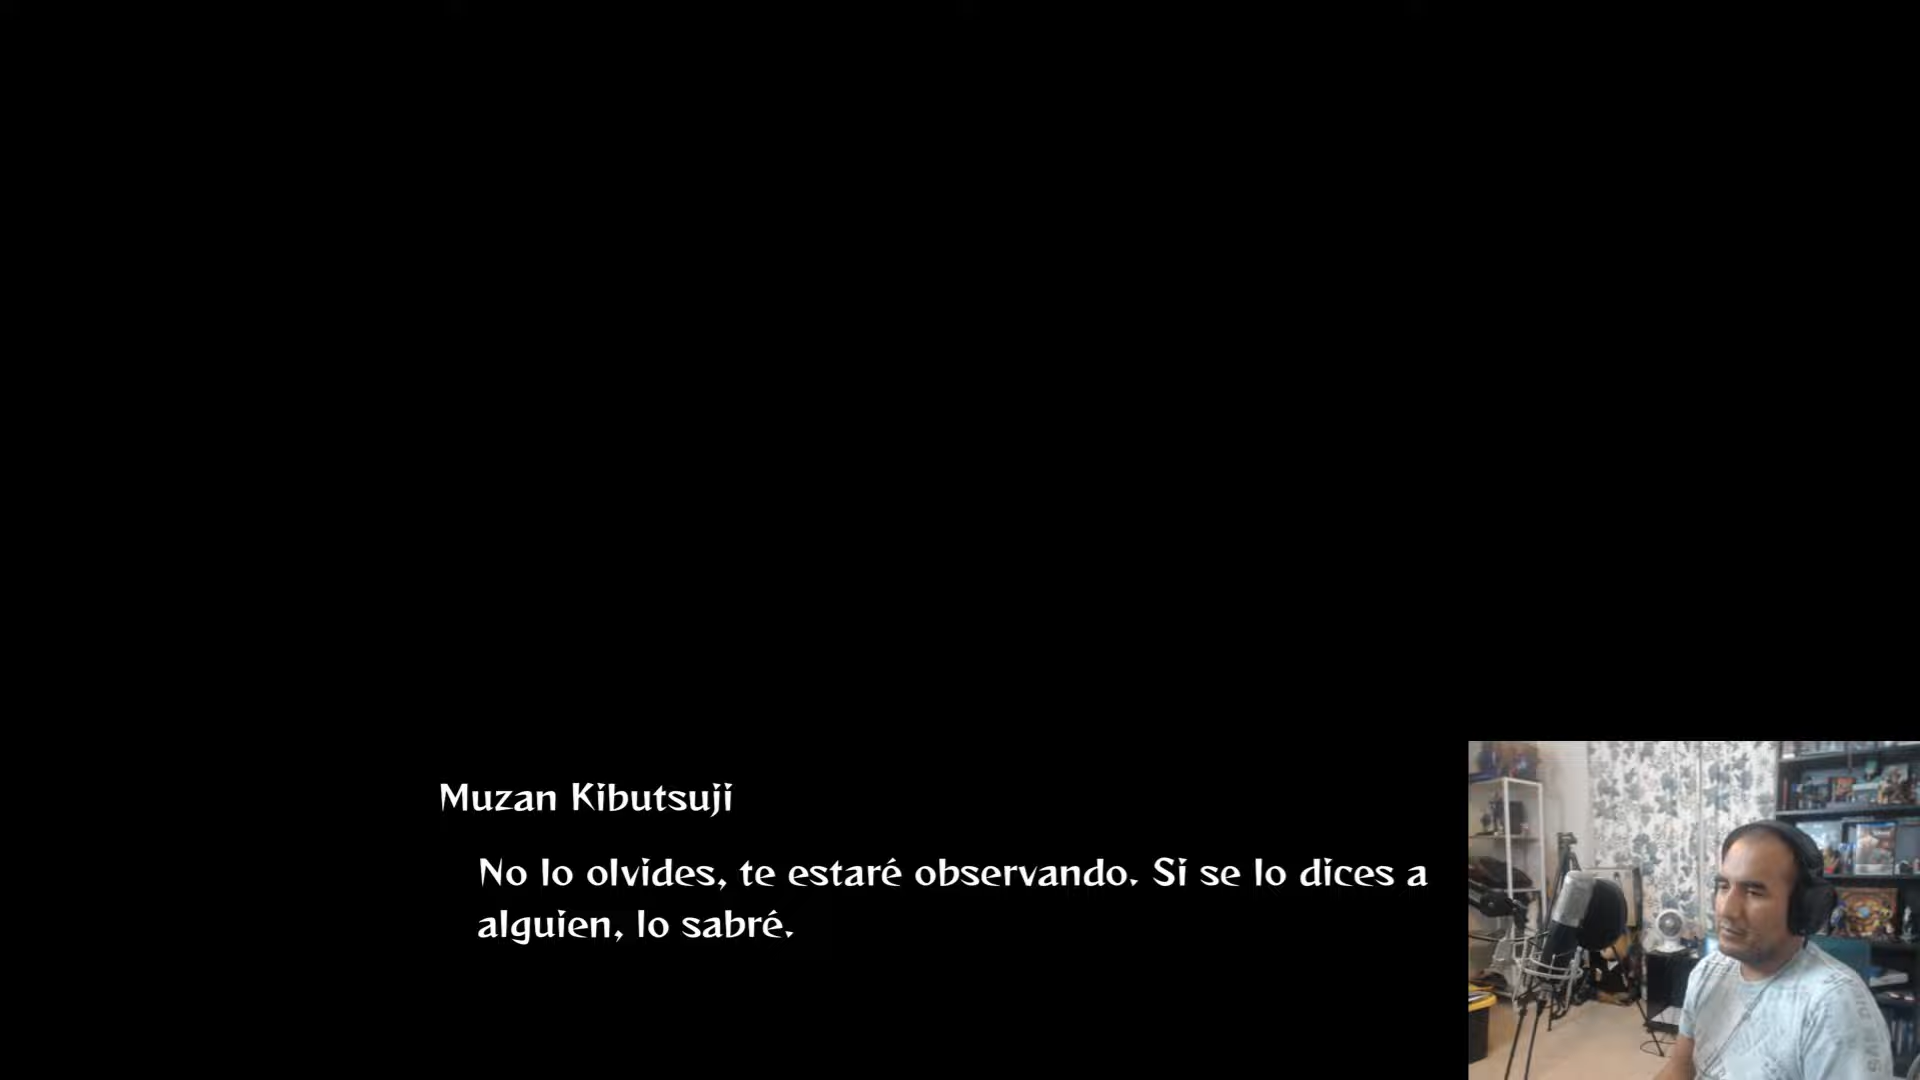 Muzan Kibutsuji
No lo olvides, te estaré observando. Si se lo dices a
alguien, lo sabré.